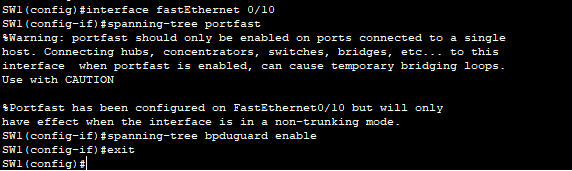 SW1(config)#interface fastEthernet 0/10
SW1(config-if)#spanning-tree portfast
%Warning: portfast should only be enabled on ports connected to a single
host. Connecting hubs, concentrators, switches, bridges, etc... to this
interface  when portfast is enabled, can cause temporary bridging loops.
Use with CAUTION
%Portfast has been configured on FastEthernet0/10 but will only
have effect when the interface is in a non-trunking mode.
SW1(config-if)#spanning-tree bpduguard enable
SW1(config-if)#exit
SW1(config)#